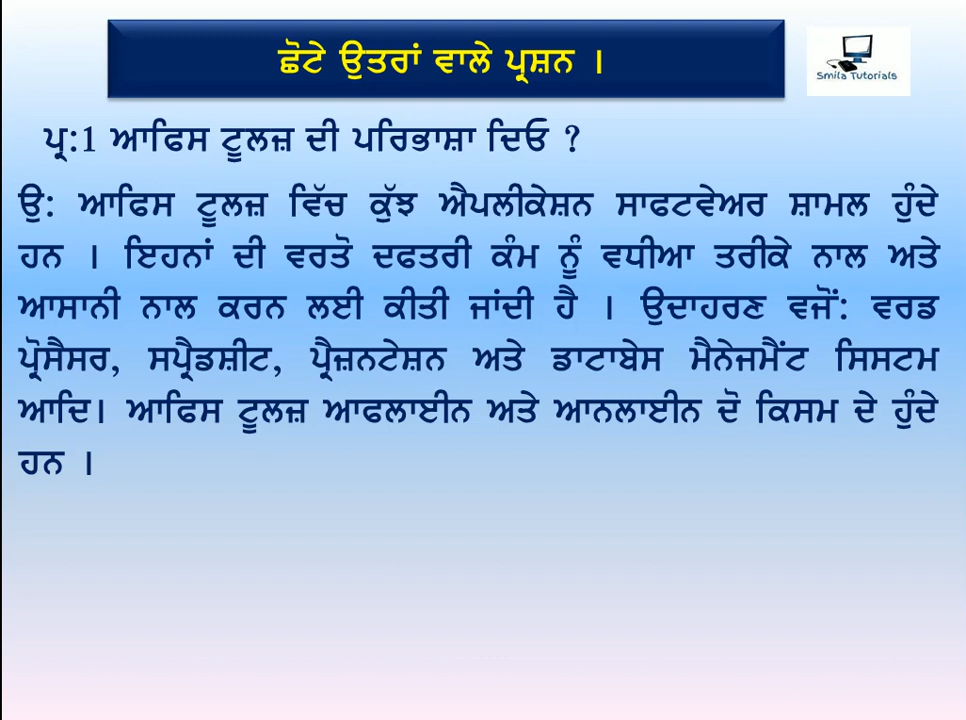 ਛੋਟੇ ਉਤਰਾਂ ਵਾਲੇ ਪ੍ਰਸ਼ਨ ।
Smila Tutorials
ਪ੍ਰ:1 ਆਫਿਸ ਟੂਲਜ਼ ਦੀ ਪਰਿਭਾਸ਼ਾ ਦਿਓ ?
ਉ: ਆਫਿਸ ਟੂਲਜ਼ ਵਿੱਚ ਕੁੱਝ ਐਪਲੀਕੇਸ਼ਨ ਸਾਫਟਵੇਅਰ ਸ਼ਾਮਲ ਹੁੰਦੇ
ਹਨ । ਇਹਨਾਂ ਦੀ ਵਰਤੋ ਦਫਤਰੀ ਕੰਮ ਨੂੰ ਵਧੀਆ ਤਰੀਕੇ ਨਾਲ ਅਤੇ
ਆਸਾਨੀ ਨਾਲ ਕਰਨ ਲਈ ਕੀਤੀ ਜਾਂਦੀ ਹੈ । ਉਦਾਹਰਣ ਵਜੋਂ: ਵਰਡ
ਪ੍ਰੋਸੈਸਰ, ਸਪ੍ਰੈਡਸ਼ੀਟ, ਪ੍ਰੈਜ਼ਨਟੇਸ਼ਨ ਅਤੇ ਡਾਟਾਬੇਸ ਮੈਨੇਜਮੈਂਟ ਸਿਸਟਮ
ਆਦਿ। ਆਫਿਸ ਟੂਲਜ਼ ਆਫਲਾਈਨ ਅਤੇ ਆਨਲਾਈਨ ਦੋ ਕਿਸਮ ਦੇ ਹੁੰਦੇ
ਹਨ ।